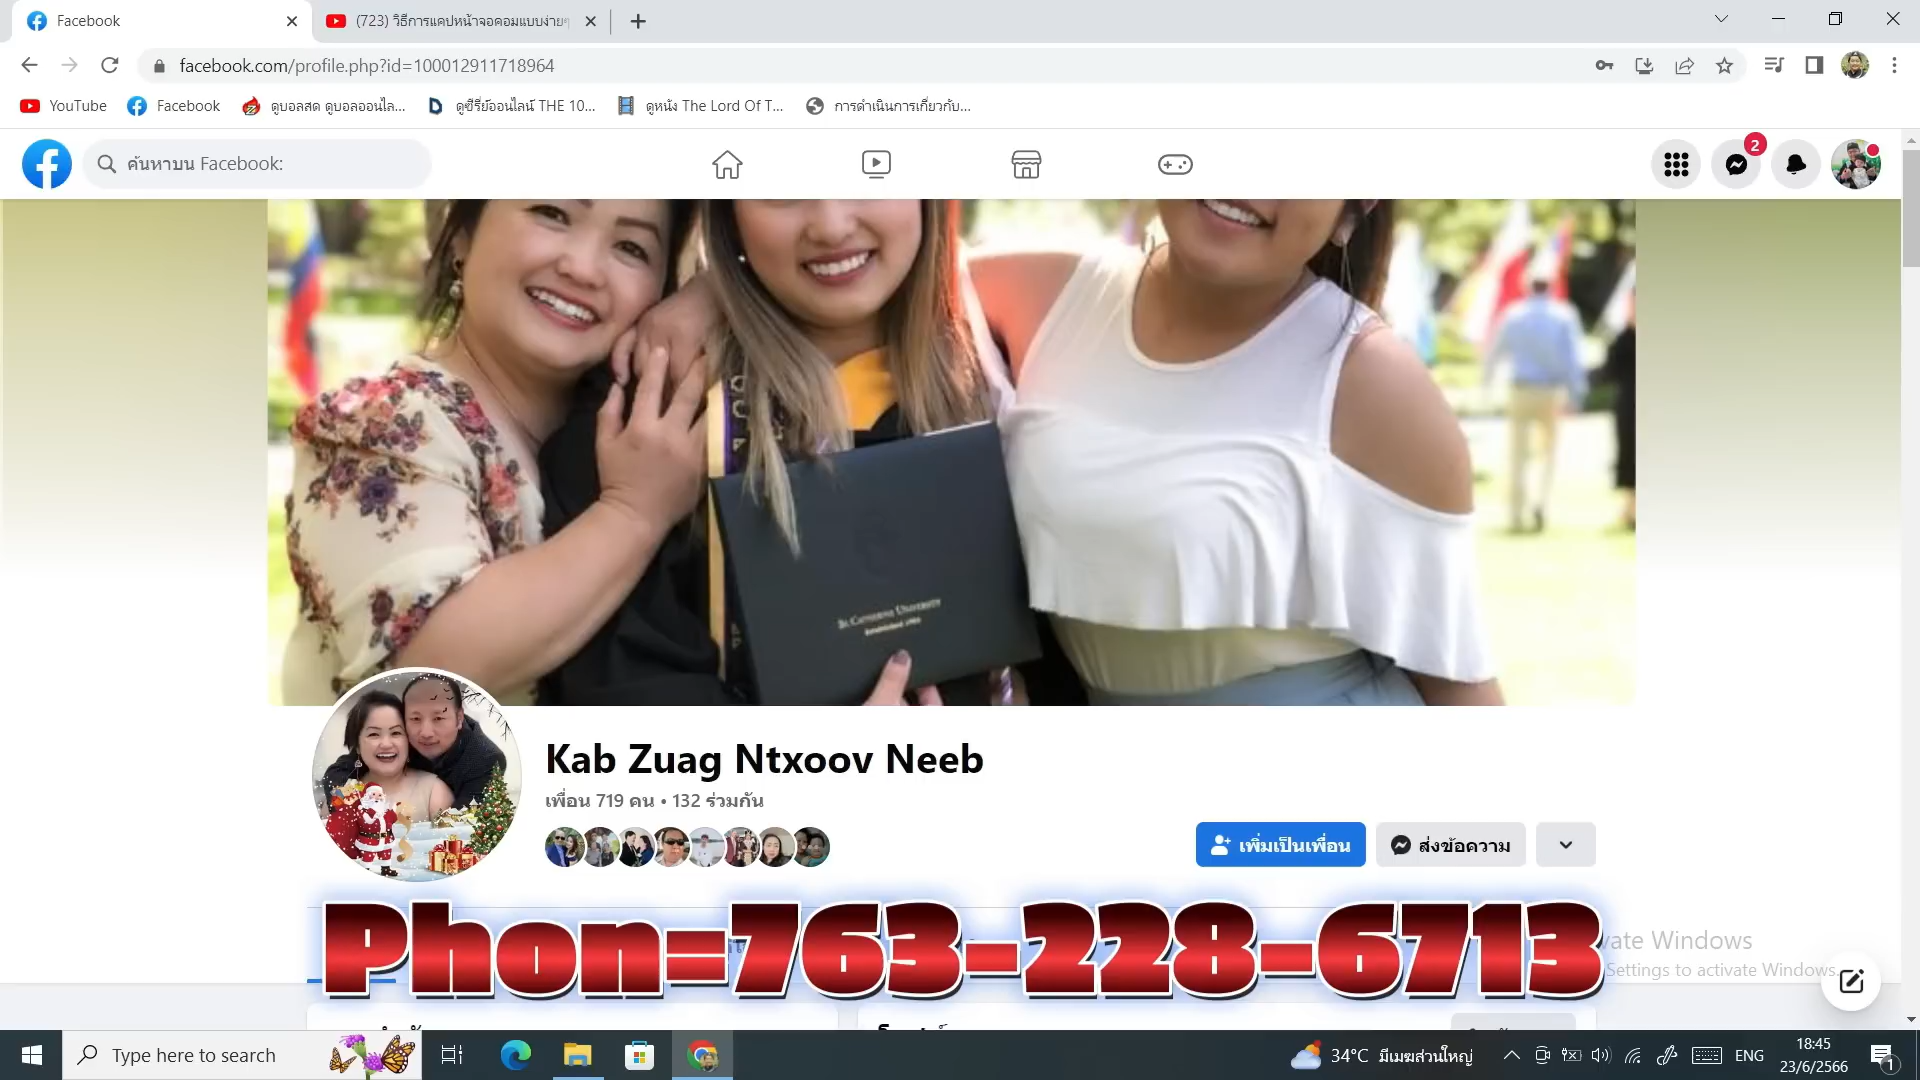 Facebook
(723) วิธีการแคปหน้าจอคอมแบบง่ายๆ
facebook.com/profile.php?id=100012911718964
YouTube
Facebook
ดูบอลสด ดูบอลออนไล...
ดูซีรี่ย์ออนไลน์ THE 10...
ดูหนัง The Lord Of T...
การดำเนินการเกี่ยวกับ...
ค้นหาบน Facebook:
2
St. Catherine University
Kab Zuag Ntxoov Neeb
เพื่อน 719 คน • 132 ร่วมกัน
เพิ่มเป็นเพื่อน
ส่งข้อความ
Phon=763-228-6713
vate Windows
Settings to activate Windows.
Type here to search
34°C มีเมฆส่วนใหญ่
ENG
18:45
23/6/2566
1